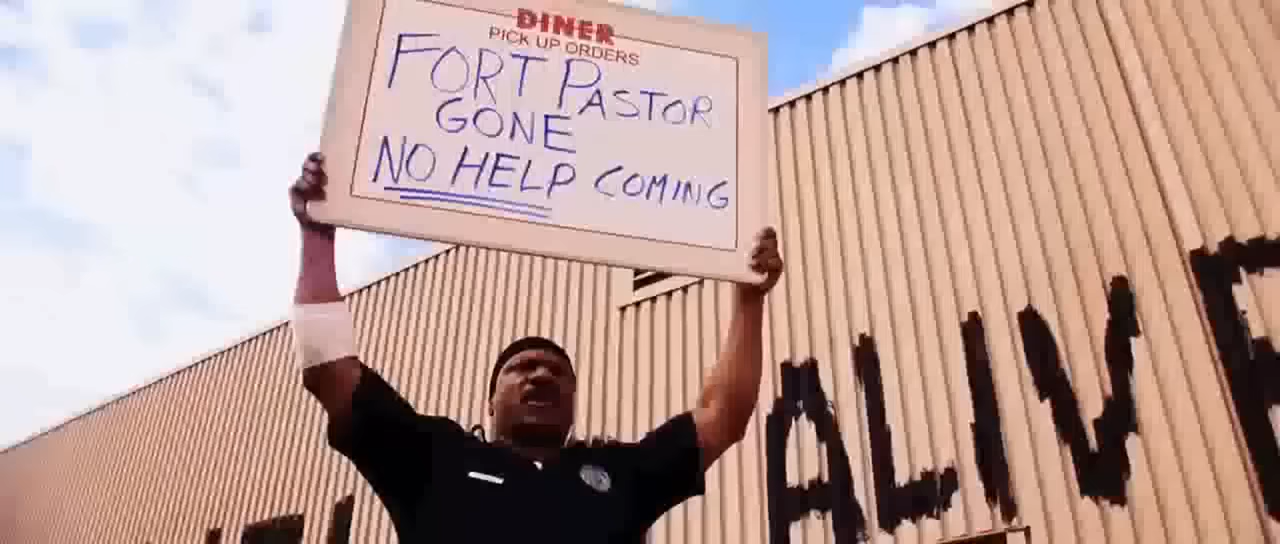 DINER
PICK UP ORDERS
FORT PASTOR
GONE
NO HELP COMING
ALIVE